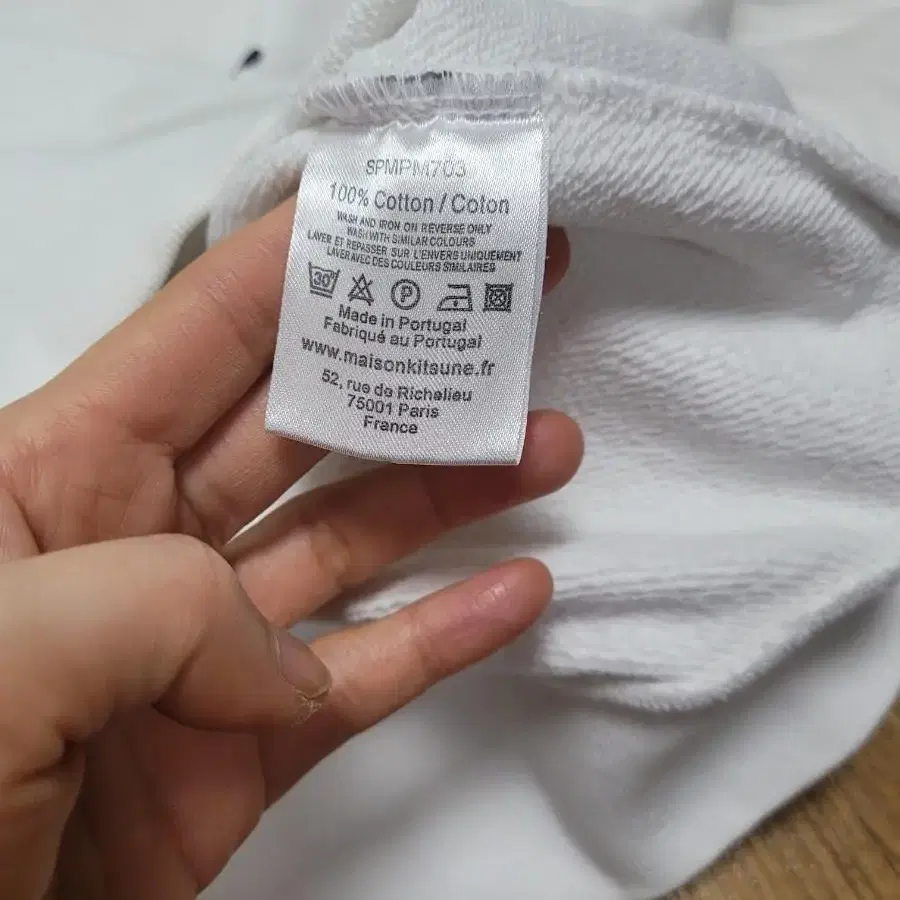 SPMPM703
100% Cotton / Coton
WASH AND IRON ON REVERSE ONLY
WASH WITH SIMILAR COLOURS
LAVER ET REPASSER SUR L'ENVERS UNIQUEMENT
LAVER AVEC DES COULEURS SIMILAIRES
30° P
Made in Portugal
Fabriqué au Portugal
www.maisonkitsune.fr
52, rue de Richelieu
75001 Paris
France